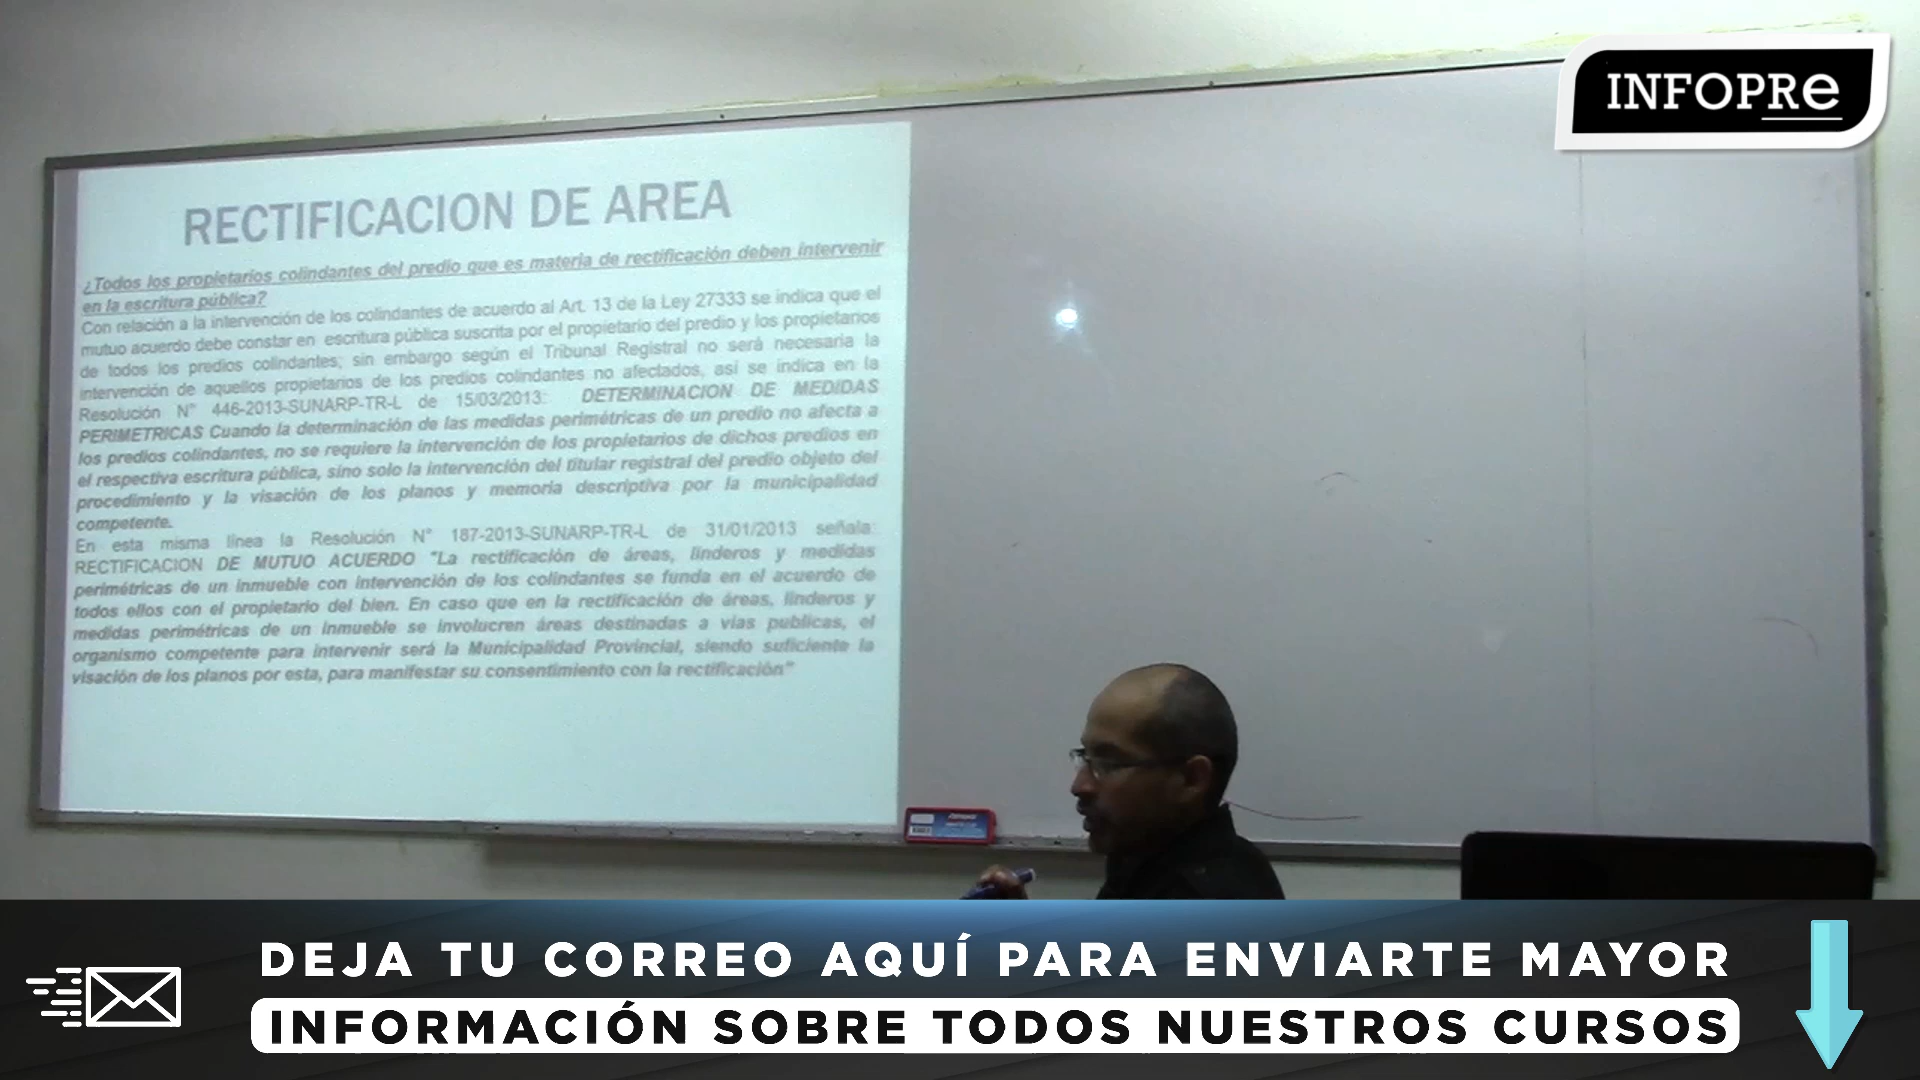 INFOPRe
RECTIFICACION DE AREA
¿Todos los propietarios colindantes del predio que es materia de rectificación deben intervenir
en la escritura pública?
Con relación a la intervención de los colindantes de acuerdo al Art. 13 de la Ley 27333 se indica que el
mutuo acuerdo debe constar en escritura pública suscrita por el propietario del predio y los propietarios
de todos los predios colindantes; sin embargo según el Tribunal Registral no será necesaria la
intervención de aquellos propietarios de los predios colindantes no afectados, así se indica en la
Resolución N° 446-2013-SUNARP-TR-L de 15/03/2013: DETERMINACION DE MEDIDAS
PERIMETRICAS Cuando la determinación de las medidas perimétricas de un predio no afecta a
los predios colindantes, no se requiere la intervención de los propietarios de dichos predios en
el respectiva escritura pública, sino solo la intervención del titular registral del predio objeto del
procedimiento y la visación de los planos y memoria descriptiva por la municipalidad
competente.
En esta misma línea la Resolución N° 187-2013-SUNARP-TR-L de 31/01/2013 señala:
RECTIFICACION DE MUTUO ACUERDO "La rectificación de áreas, linderos y medidas
perimétricas de un inmueble con intervención de los colindantes se funda en el acuerdo de
todos ellos con el propietario del bien. En caso que en la rectificación de áreas, linderos y
medidas perimétricas de un inmueble se involucren áreas destinadas a vías publicas, el
organismo competente para intervenir será la Municipalidad Provincial, siendo suficiente la
visación de los planos por esta, para manifestar su consentimiento con la rectificación"
DEJA TU CORREO AQUÍ PARA ENVIARTE MAYOR
INFORMACIÓN SOBRE TODOS NUESTROS CURSOS